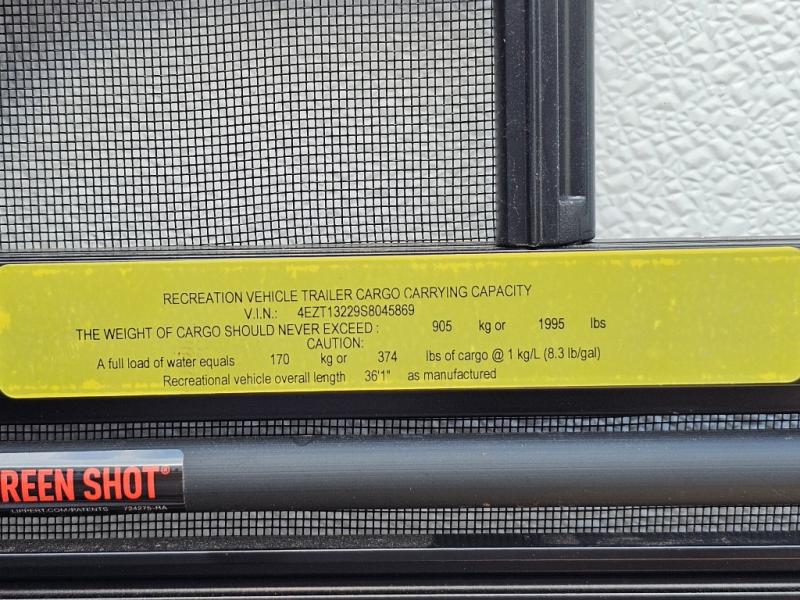 RECREATION VEHICLE TRAILER CARGO CARRYING CAPACITY
V.I.N.: 4EZT13229S8045869
THE WEIGHT OF CARGO SHOULD NEVER EXCEED : 905 kg or 1995 lbs
CAUTION:
A full load of water equals 170 kg or 374 lbs of cargo @ 1 kg/L (8.3 lb/gal)
Recreational vehicle overall length 36'1" as manufactured
REEN SHOT®
LIPPERT.COM/PATENTS 724275-RA